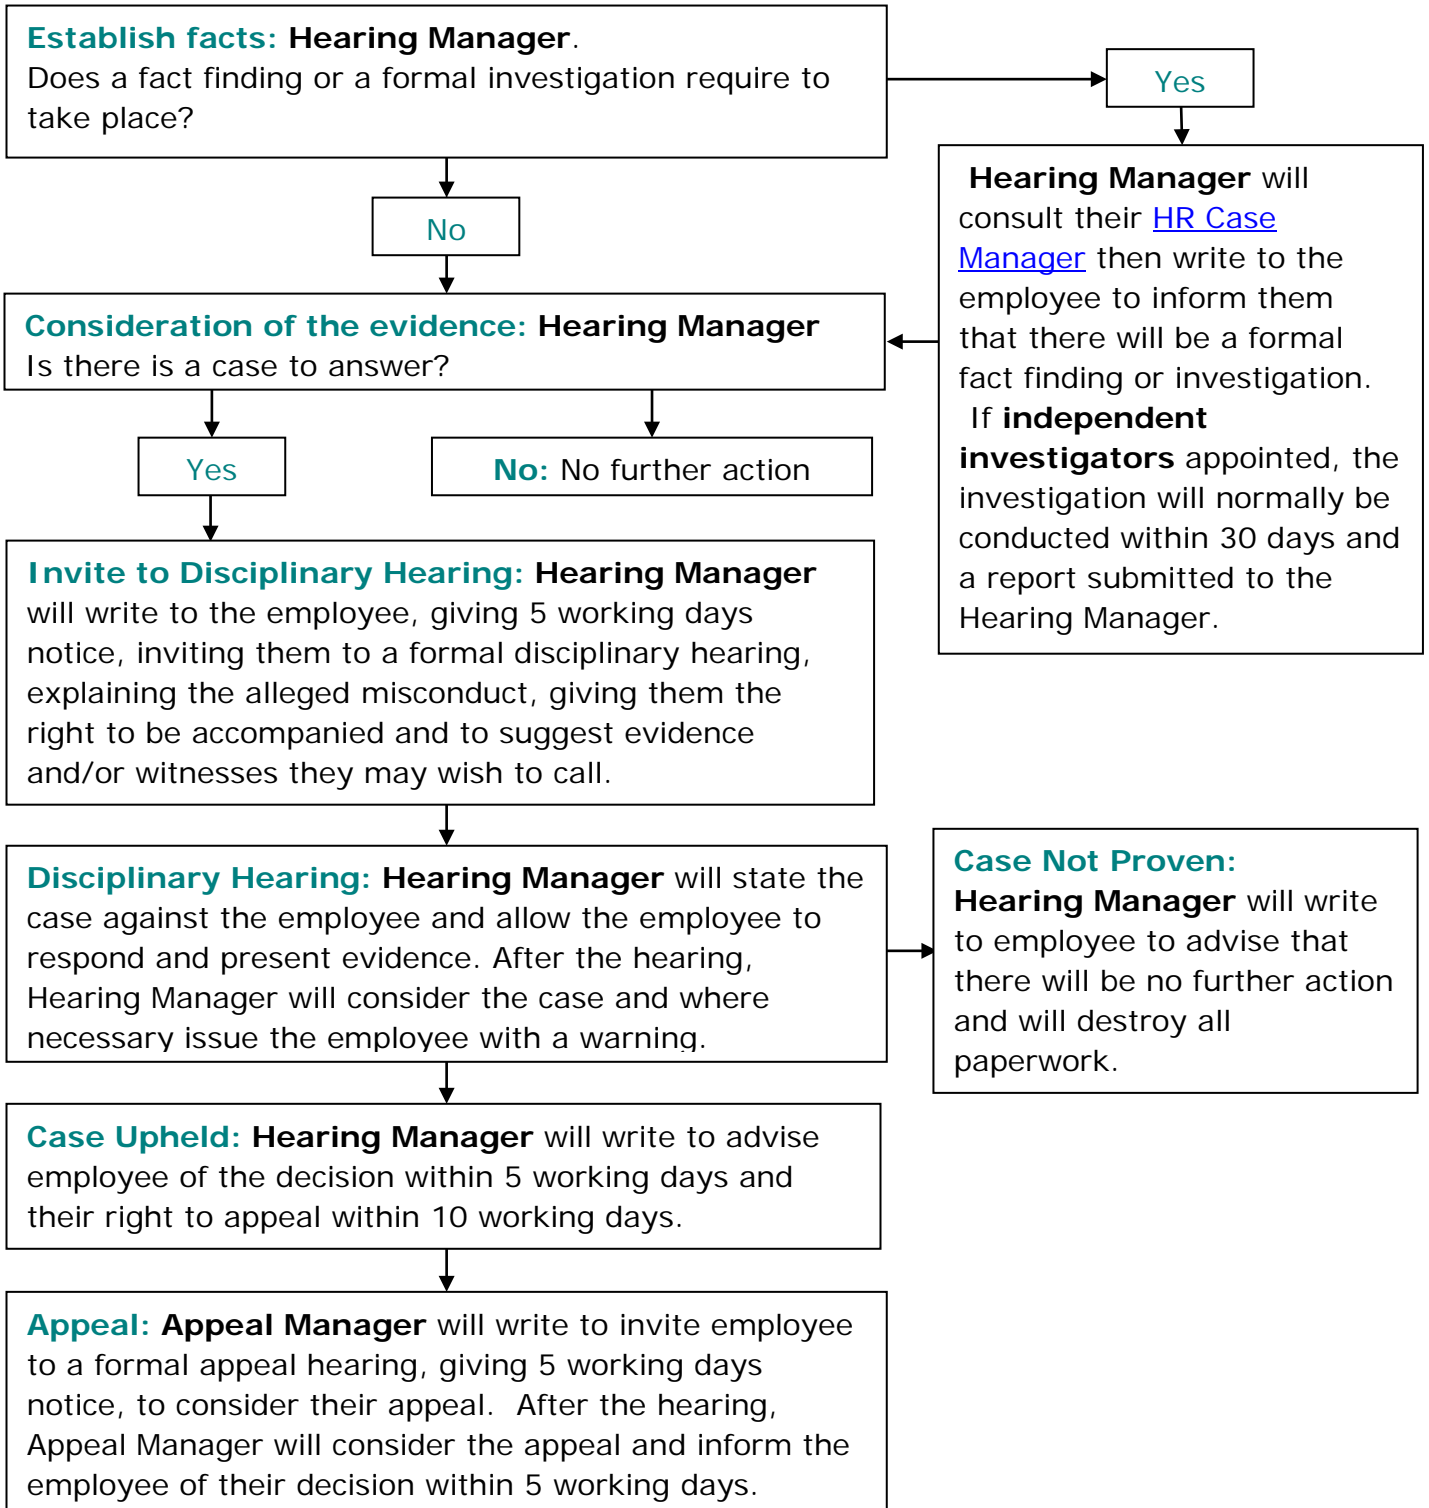 Establish facts: Hearing Manager.
Does a fact finding or a formal investigation require to
take place?
Yes
No
Hearing Manager will
consult their HR Case
Manager then write to the
employee to inform them
that there will be a formal
fact finding or investigation.
If independent
investigators appointed, the
investigation will normally be
conducted within 30 days and
a report submitted to the
Hearing Manager.
Consideration of the evidence: Hearing Manager
Is there is a case to answer?
Yes
No: No further action
Invite to Disciplinary Hearing: Hearing Manager
will write to the employee, giving 5 working days
notice, inviting them to a formal disciplinary hearing,
explaining the alleged misconduct, giving them the
right to be accompanied and to suggest evidence
and/or witnesses they may wish to call.
Disciplinary Hearing: Hearing Manager will state the
case against the employee and allow the employee to
respond and present evidence. After the hearing,
Hearing Manager will consider the case and where
necessary issue the employee with a warning.
Case Not Proven:
Hearing Manager will write
to employee to advise that
there will be no further action
and will destroy all
paperwork.
Case Upheld: Hearing Manager will write to advise
employee of the decision within 5 working days and
their right to appeal within 10 working days.
Appeal: Appeal Manager will write to invite employee
to a formal appeal hearing, giving 5 working days
notice, to consider their appeal.  After the hearing,
Appeal Manager will consider the appeal and inform the
employee of their decision within 5 working days.